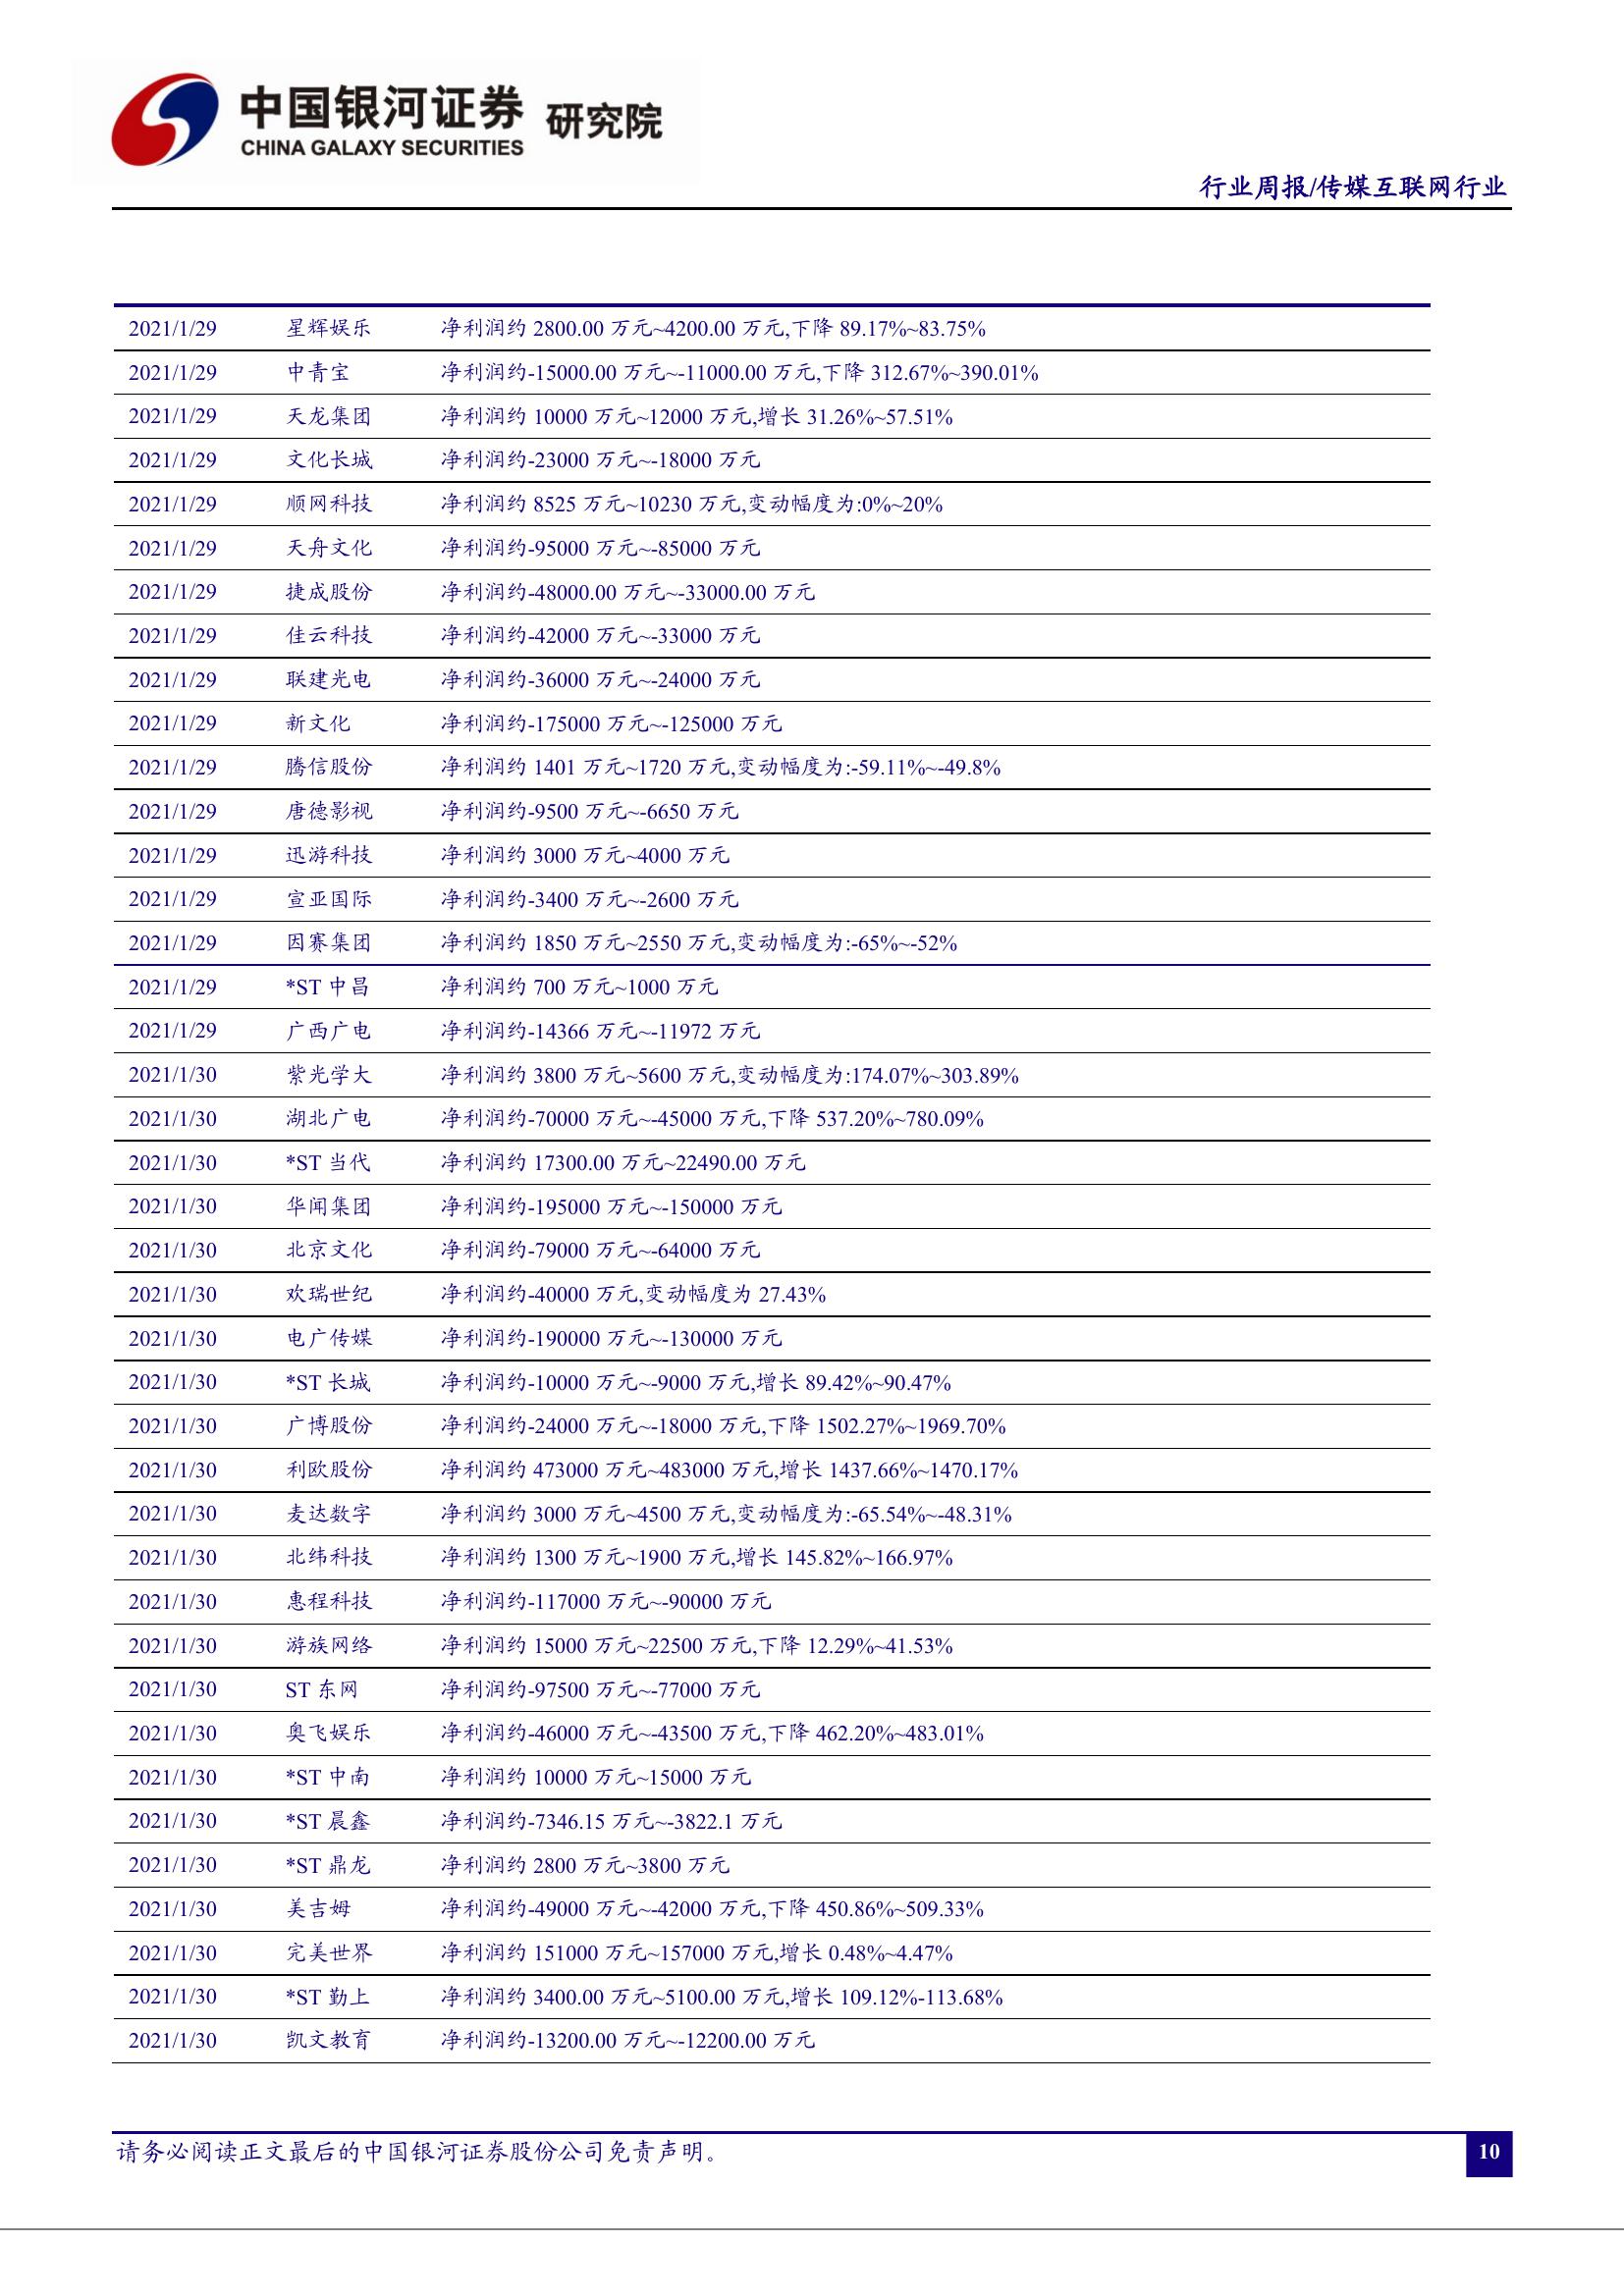 中国银河证券 研究院
CHINA GALAXY SECURITIES
行业周报/传媒互联网行业
2021/1/29 星辉娱乐 净利润约 2800.00 万元~4200.00 万元,下降 89.17%~83.75%
2021/1/29 中青宝 净利润约-15000.00 万元~-11000.00 万元,下降 312.67%~390.01%
2021/1/29 天龙集团 净利润约 10000 万元~12000 万元,增长 31.26%~57.51%
2021/1/29 文化长城 净利润约-23000 万元~-18000 万元
2021/1/29 顺网科技 净利润约 8525 万元~10230 万元,变动幅度为:0%~20%
2021/1/29 天舟文化 净利润约-95000 万元~-85000 万元
2021/1/29 捷成股份 净利润约-48000.00 万元~-33000.00 万元
2021/1/29 佳云科技 净利润约-42000 万元~-33000 万元
2021/1/29 联建光电 净利润约-36000 万元~-24000 万元
2021/1/29 新文化 净利润约-175000 万元~-125000 万元
2021/1/29 腾信股份 净利润约 1401 万元~1720 万元,变动幅度为:-59.11%~-49.8%
2021/1/29 唐德影视 净利润约-9500 万元~-6650 万元
2021/1/29 迅游科技 净利润约 3000 万元~4000 万元
2021/1/29 宣亚国际 净利润约-3400 万元~-2600 万元
2021/1/29 因赛集团 净利润约 1850 万元~2550 万元,变动幅度为:-65%~-52%
2021/1/29 *ST 中昌 净利润约 700 万元~1000 万元
2021/1/29 广西广电 净利润约-14366 万元~-11972 万元
2021/1/30 紫光学大 净利润约 3800 万元~5600 万元,变动幅度为:174.07%~303.89%
2021/1/30 湖北广电 净利润约-70000 万元~-45000 万元,下降 537.20%~780.09%
2021/1/30 *ST 当代 净利润约 17300.00 万元~22490.00 万元
2021/1/30 华闻集团 净利润约-195000 万元~-150000 万元
2021/1/30 北京文化 净利润约-79000 万元~-64000 万元
2021/1/30 欢瑞世纪 净利润约-40000 万元,变动幅度为 27.43%
2021/1/30 电广传媒 净利润约-190000 万元~-130000 万元
2021/1/30 *ST 长城 净利润约-10000 万元~-9000 万元,增长 89.42%~90.47%
2021/1/30 广博股份 净利润约-24000 万元~-18000 万元,下降 1502.27%~1969.70%
2021/1/30 利欧股份 净利润约 473000 万元~483000 万元,增长 1437.66%~1470.17%
2021/1/30 麦达数字 净利润约 3000 万元~4500 万元,变动幅度为:-65.54%~-48.31%
2021/1/30 北纬科技 净利润约 1300 万元~1900 万元,增长 145.82%~166.97%
2021/1/30 惠程科技 净利润约-117000 万元~-90000 万元
2021/1/30 游族网络 净利润约 15000 万元~22500 万元,下降 12.29%~41.53%
2021/1/30 ST 东网 净利润约-97500 万元~-77000 万元
2021/1/30 奥飞娱乐 净利润约-46000 万元~-43500 万元,下降 462.20%~483.01%
2021/1/30 *ST 中南 净利润约 10000 万元~15000 万元
2021/1/30 *ST 晨鑫 净利润约-7346.15 万元~-3822.1 万元
2021/1/30 *ST 鼎龙 净利润约 2800 万元~3800 万元
2021/1/30 美吉姆 净利润约-49000 万元~-42000 万元,下降 450.86%~509.33%
2021/1/30 完美世界 净利润约 151000 万元~157000 万元,增长 0.48%~4.47%
2021/1/30 *ST 勤上 净利润约 3400.00 万元~5100.00 万元,增长 109.12%-113.68%
2021/1/30 凯文教育 净利润约-13200.00 万元~-12200.00 万元
请务必阅读正文最后的中国银河证券股份公司免责声明。
10